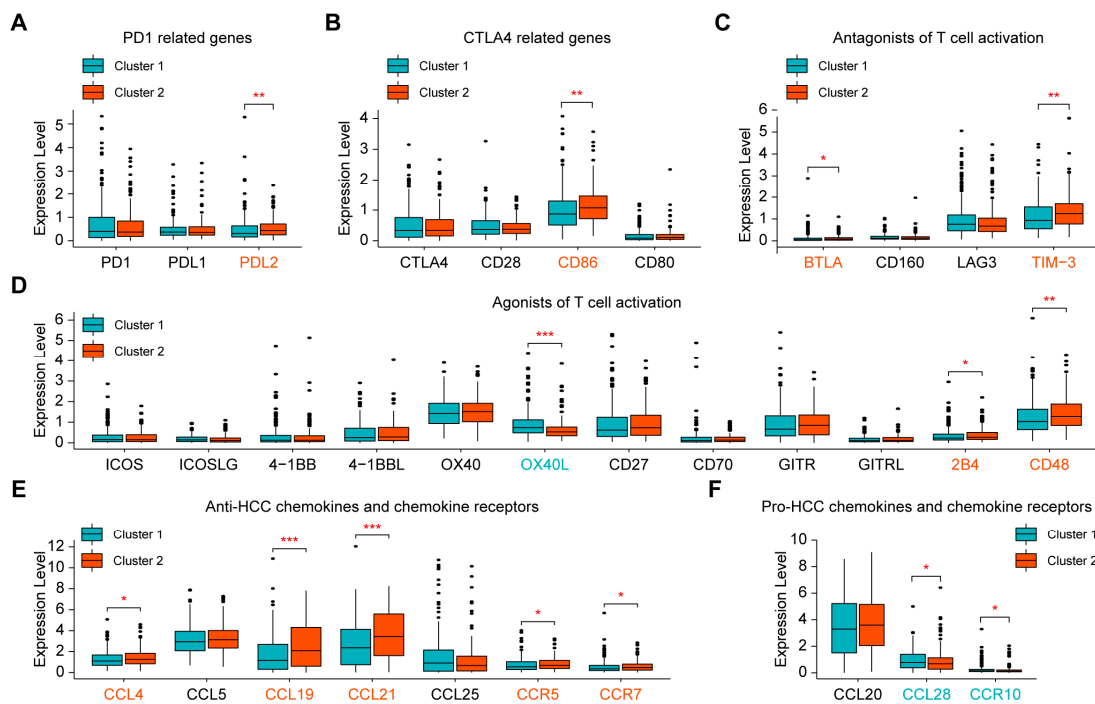 A
PD1 related genes
Cluster 1
Cluster 2
**
Expression Level
5
4
3
2
1
0
PD1 PDL1 PDL2
B
CTLA4 related genes
Cluster 1
Cluster 2
**
Expression Level
4
3
2
1
0
CTLA4 CD28 CD86 CD80
C
Antagonists of T cell activation
Cluster 1
Cluster 2
* **
Expression Level
6
5
4
3
2
1
0
BTLA CD160 LAG3 TIM−3
D
Agonists of T cell activation
Cluster 1
Cluster 2
*** * **
Expression Level
6
5
4
3
2
1
0
ICOS ICOSLG 4−1BB 4−1BBL OX40 OX40L CD27 CD70 GITR GITRL 2B4 CD48
E
Anti-HCC chemokines and chemokine receptors
Cluster 1
Cluster 2
* *** *** * *
Expression Level
12
10
8
6
4
2
0
CCL4 CCL5 CCL19 CCL21 CCL25 CCR5 CCR7
F
Pro-HCC chemokines and chemokine receptors
Cluster 1
Cluster 2
* *
Expression Level
10
8
6
4
2
0
CCL20 CCL28 CCR10